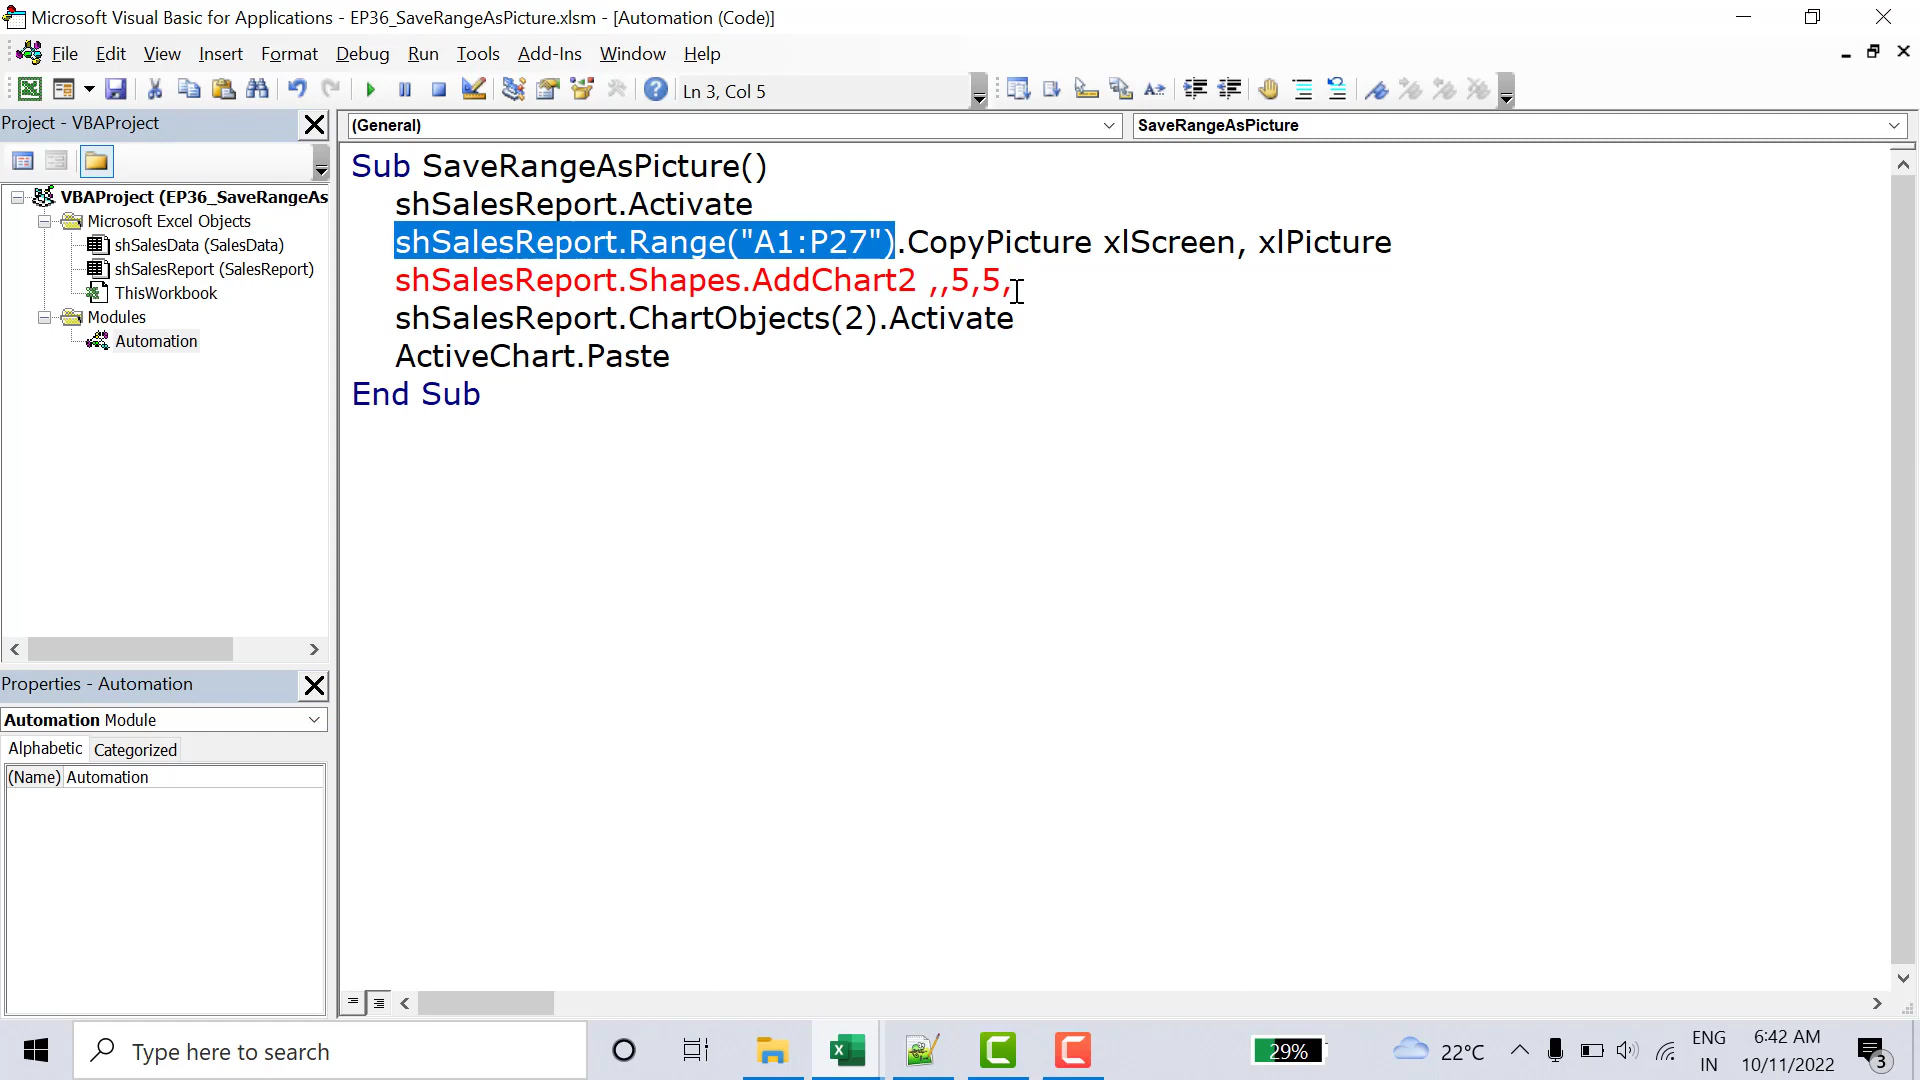 Microsoft Visual Basic for Applications - EP36_SaveRangeAsPicture.xlsm - [Automation (Code)]
File Edit View Insert Format Debug Run Tools Add-Ins Window Help
Ln 3, Col 5
Project - VBAProject
(General)
SaveRangeAsPicture
VBAProject (EP36_SaveRangeAs
Microsoft Excel Objects
shSalesData (SalesData)
shSalesReport (SalesReport)
ThisWorkbook
Modules
Automation
Sub SaveRangeAsPicture()
shSalesReport.Activate
shSalesReport.Range("A1:P27").CopyPicture xlScreen, xlPicture
shSalesReport.Shapes.AddChart2 ,,5,5,
shSalesReport.ChartObjects(2).Activate
ActiveChart.Paste
End Sub
Properties - Automation
Automation Module
Alphabetic Categorized
(Name) Automation
Type here to search
29%
22°C
ENG
IN
6:42 AM
10/11/2022
3